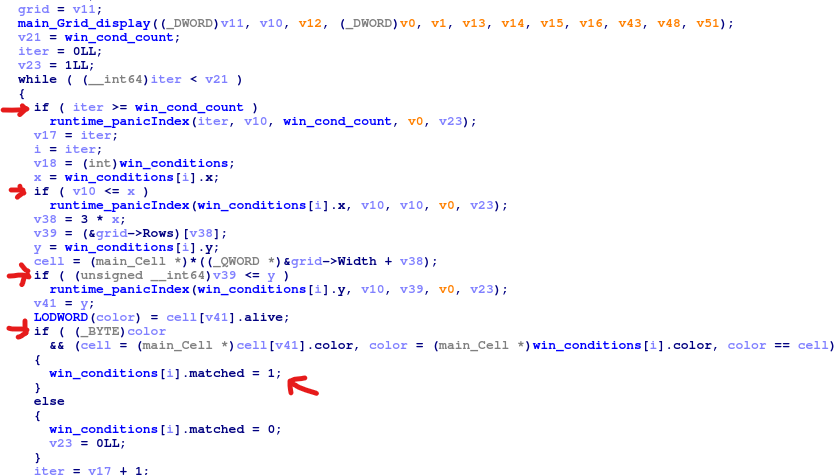 grid = v11;
main_Grid_display((_DWORD)v11, v10, v12, (_DWORD)v0, v1, v13, v14, v15, v16, v43, v48, v51);
v21 = win_cond_count;
iter = 0LL;
v23 = 1LL;
while ( (__int64)iter < v21 )
{
if ( iter >= win_cond_count )
runtime_panicIndex(iter, v10, win_cond_count, v0, v23);
v17 = iter;
i = iter;
v18 = (int)win_conditions;
x = win_conditions[i].x;
if ( v10 <= x )
runtime_panicIndex(win_conditions[i].x, v10, v10, v0, v23);
v38 = 3 * x;
v39 = (&grid->Rows)[v38];
y = win_conditions[i].y;
cell = (main_Cell *)*((_QWORD *)&grid->Width + v38);
if ( (unsigned __int64)v39 <= y )
runtime_panicIndex(win_conditions[i].y, v10, v39, v0, v23);
v41 = y;
LODWORD(color) = cell[v41].alive;
if ( (_BYTE)color
&& (cell = (main_Cell *)cell[v41].color, color = (main_Cell *)win_conditions[i].color, color == cell)
{
win_conditions[i].matched = 1;
}
else
{
win_conditions[i].matched = 0;
v23 = 0LL;
}
iter = v17 + 1;